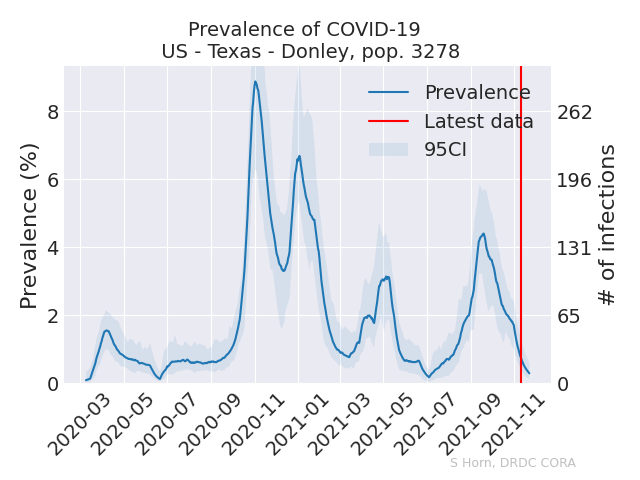 Prevalence of COVID-19
US - Texas - Donley, pop. 3278
Prevalence (%)
8
6
4
2
0
Prevalence
Latest data
95CI
262
196
131
65
0
# of infections
2020-03
2020-05
2020-07
2020-09
2020-11
2021-01
2021-03
2021-05
2021-07
2021-09
2021-11
S Horn, DRDC CORA